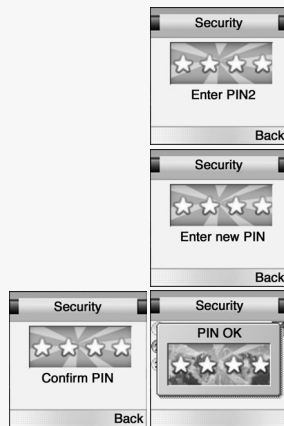 Security
Enter PIN2
Back
Security
Enter new PIN
Back
Security
Confirm PIN
Back
Security
PIN OK